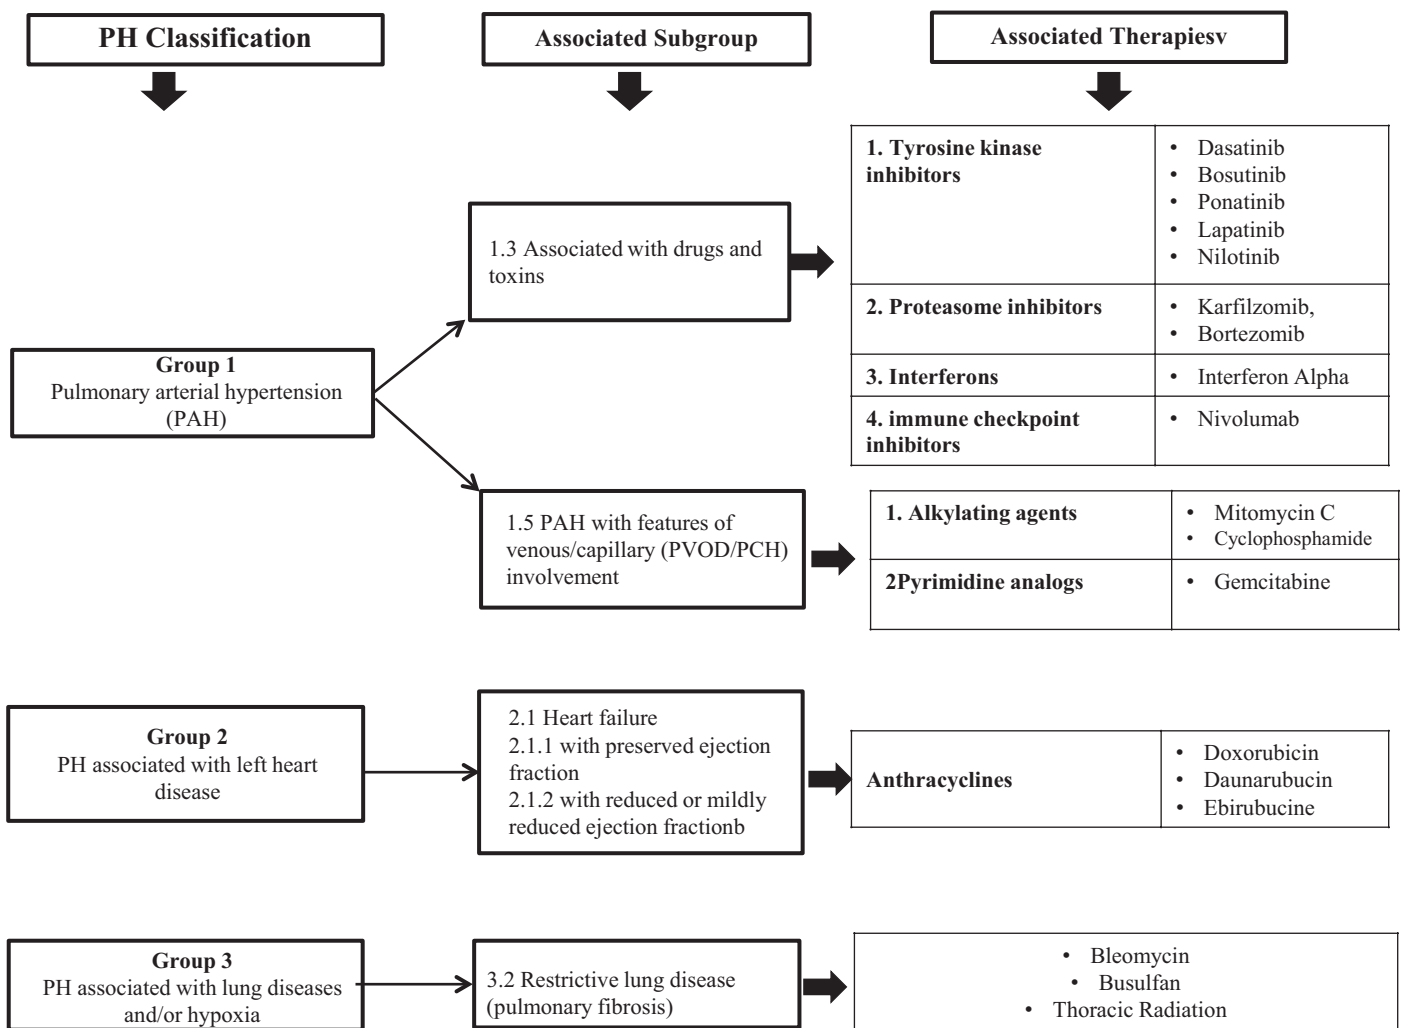 PH Classification
Associated Subgroup
Associated Therapiesv
Group 1
Pulmonary arterial hypertension
(PAH)
1.3 Associated with drugs and
toxins
1. Tyrosine kinase
inhibitors
• Dasatinib
• Bosutinib
• Ponatinib
• Lapatinib
• Nilotinib
2. Proteasome inhibitors
• Karfilzomib,
• Bortezomib
3. Interferons
• Interferon Alpha
4. immune checkpoint
inhibitors
• Nivolumab
1.5 PAH with features of
venous/capillary (PVOD/PCH)
involvement
1. Alkylating agents
• Mitomycin C
• Cyclophosphamide
2Pyrimidine analogs
• Gemcitabine
Group 2
PH associated with left heart
disease
2.1 Heart failure
2.1.1 with preserved ejection
fraction
2.1.2 with reduced or mildly
reduced ejection fractionb
Anthracyclines
• Doxorubicin
• Daunarubucin
• Ebirubucine
Group 3
PH associated with lung diseases
and/or hypoxia
3.2 Restrictive lung disease
(pulmonary fibrosis)
• Bleomycin
• Busulfan
• Thoracic Radiation